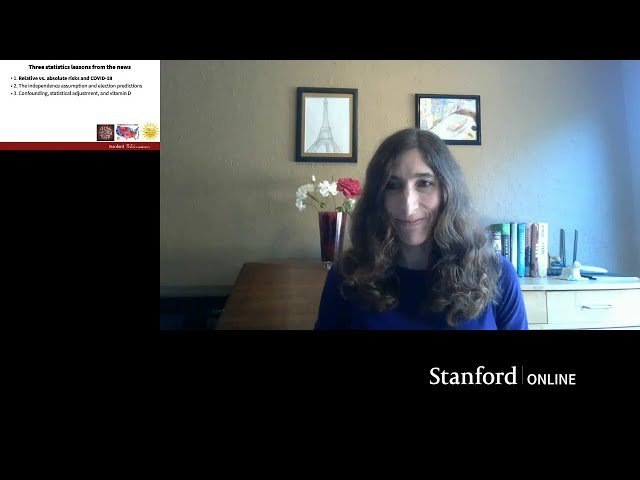 Three statistics lessons from the news
• 1. Relative vs. absolute risks and COVID-19
• 2. The independence assumption and election predictions
• 3. Confounding, statistical adjustment, and vitamin D
Stanford
Stanford ONLINE